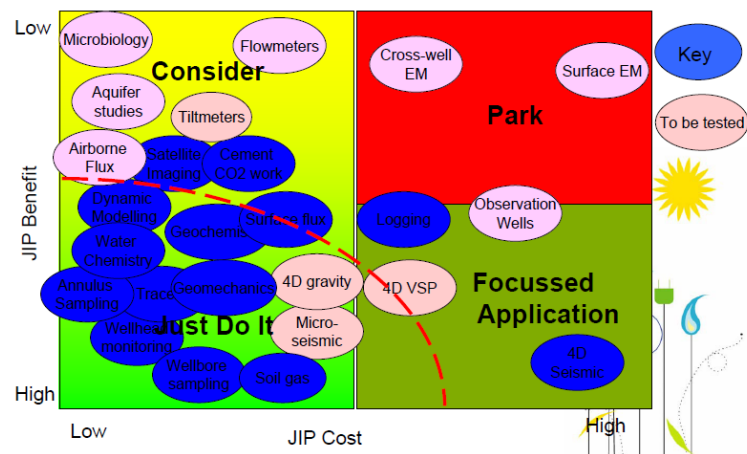 Low
Microbiology
Flowmeters
Consider
Cross-well
EM
Surface EM
Key
Aquifer
studies
Tiltmeters
Park
To be tested
Airborne
Flux
Satellite
Imaging
Cement
CO2 work
JIP Benefit
Dynamic
Modelling
Geochemis
Surface flux
Logging
Observation
Wells
Water
Chemistry
Annulus
Sampling
Trace
Geomechanics
4D gravity
4D VSP
Focussed
Application
Wellhead
monitoring
Just Do It
Micro-
seismic
Wellbore
sampling
Soil gas
4D
Seismic
High
Low
JIP Cost
High